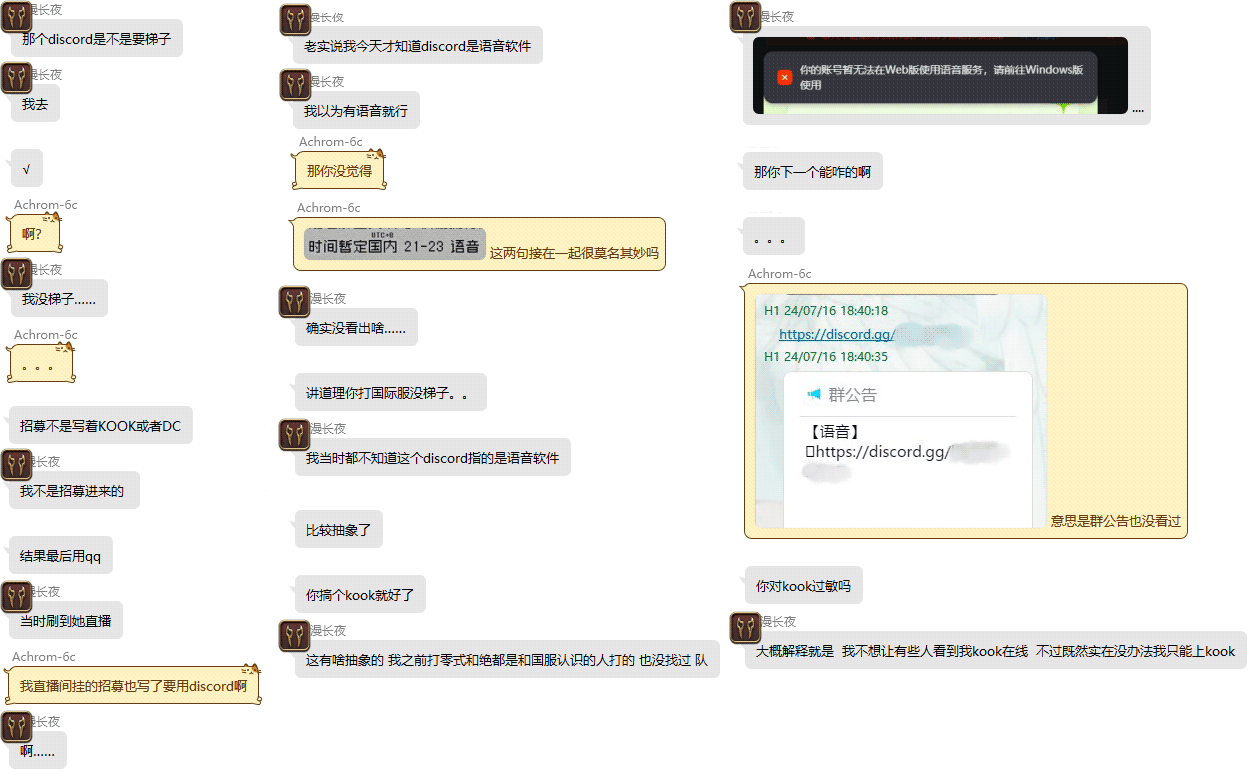 漫长夜
那个discord是不是要梯子
漫长夜
我去
√
Achrom-6c
啊?
漫长夜
我没梯子......
Achrom-6c
。。。
招募不是写着KOOK或者DC
漫长夜
我不是招募进来的
结果最后用qq
漫长夜
当时刷到她直播
Achrom-6c
我直播间挂的招募也写了要用discord啊
漫长夜
啊......
漫长夜
老实说我今天才知道discord是语音软件
漫长夜
我以为有语音就行
Achrom-6c
那你没觉得
Achrom-6c
UTC+8
时间暂定国内 21-23 语音 这两句接在一起很莫名其妙吗
漫长夜
确实没看出啥......
讲道理你打国际服没梯子。。
漫长夜
我当时都不知道这个discord指的是语音软件
比较抽象了
你搞个kook就好了
漫长夜
这有啥抽象的 我之前打零式和绝都是和国服认识的人打的 也没找过 队
漫长夜
你的账号暂无法在Web版使用语音服务，请前往Windows版
使用
....
那你下一个能咋的啊
。。。
Achrom-6c
H1 24/07/16 18:40:18
https://discord.gg/
H1 24/07/16 18:40:35
群公告
【语音】
https://discord.gg/
意思是群公告也没看过
你对kook过敏吗
漫长夜
大概解释就是 我不想让有些人看到我kook在线 不过既然实在没办法我只能上kook